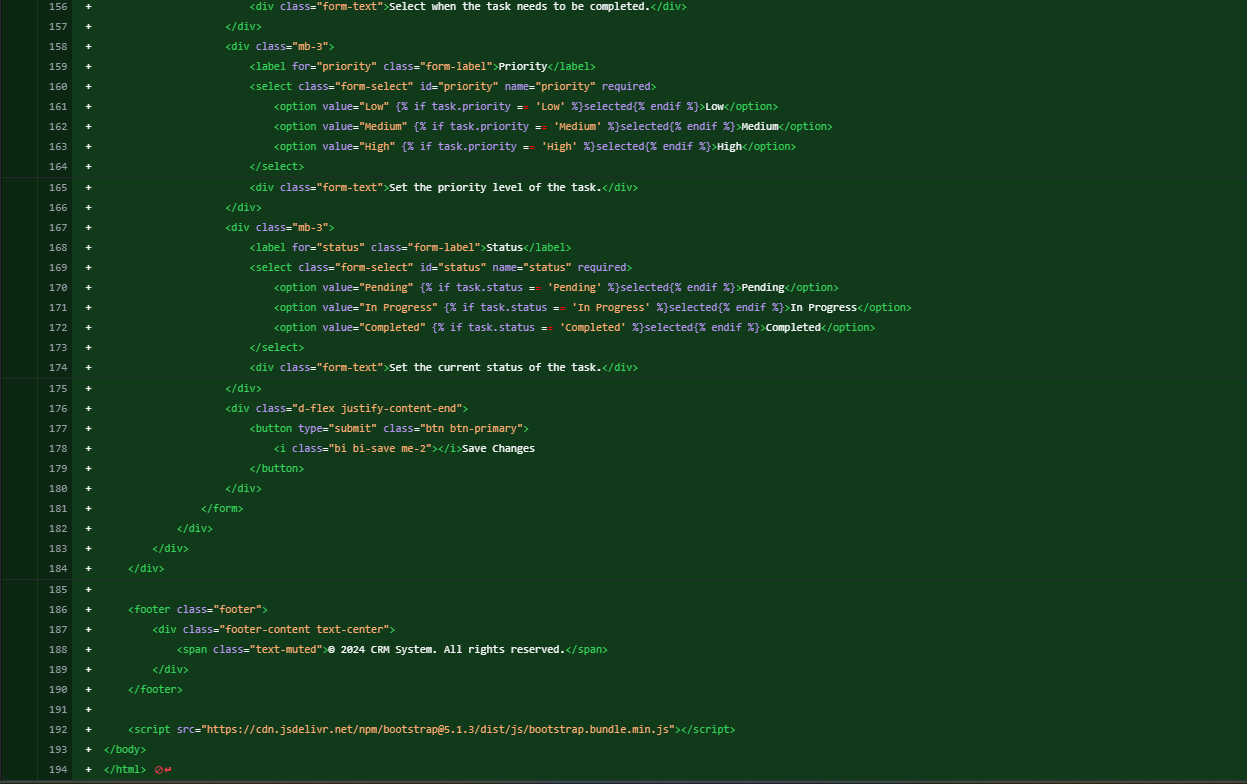 156 + <div class="form-text">Select when the task needs to be completed.</div>
157 + </div>
158 + <div class="mb-3">
159 + <label for="priority" class="form-label">Priority</label>
160 + <select class="form-select" id="priority" name="priority" required>
161 + <option value="Low" {% if task.priority == 'Low' %}selected{% endif %}>Low</option>
162 + <option value="Medium" {% if task.priority == 'Medium' %}selected{% endif %}>Medium</option>
163 + <option value="High" {% if task.priority == 'High' %}selected{% endif %}>High</option>
164 + </select>
165 + <div class="form-text">Set the priority level of the task.</div>
166 + </div>
167 + <div class="mb-3">
168 + <label for="status" class="form-label">Status</label>
169 + <select class="form-select" id="status" name="status" required>
170 + <option value="Pending" {% if task.status == 'Pending' %}selected{% endif %}>Pending</option>
171 + <option value="In Progress" {% if task.status == 'In Progress' %}selected{% endif %}>In Progress</option>
172 + <option value="Completed" {% if task.status == 'Completed' %}selected{% endif %}>Completed</option>
173 + </select>
174 + <div class="form-text">Set the current status of the task.</div>
175 + </div>
176 + <div class="d-flex justify-content-end">
177 + <button type="submit" class="btn btn-primary">
178 + <i class="bi bi-save me-2"></i>Save Changes
179 + </button>
180 + </div>
181 + </form>
182 + </div>
183 + </div>
184 + </div>
185 +
186 + <footer class="footer">
187 + <div class="footer-content text-center">
188 + <span class="text-muted">© 2024 CRM System. All rights reserved.</span>
189 + </div>
190 + </footer>
191 +
192 + <script src="https://cdn.jsdelivr.net/npm/bootstrap@5.1.3/dist/js/bootstrap.bundle.min.js"></script>
193 + </body>
194 + </html>